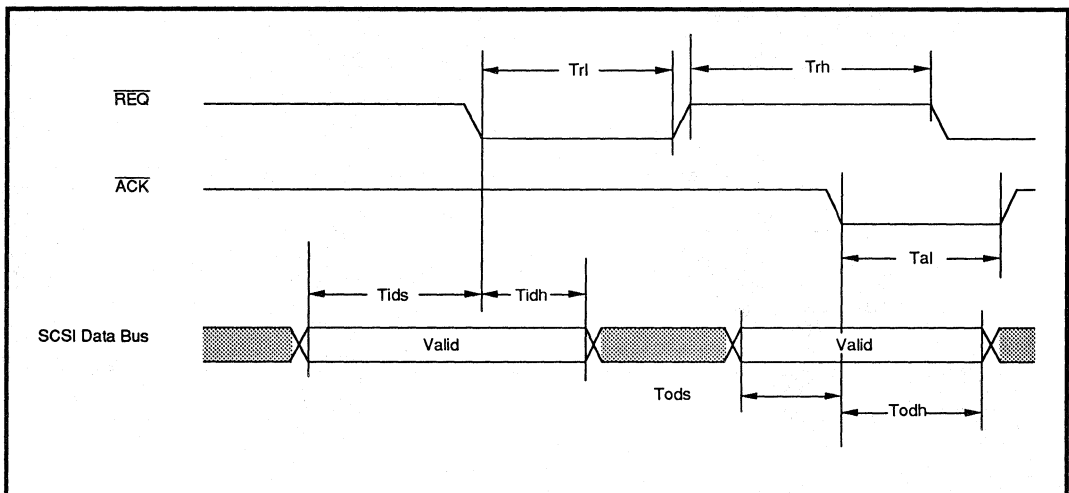 Trl
Trh
REQ
ACK
Tal
Tids
Tidh
SCSI Data Bus
Valid
Valid
Tods
Todh